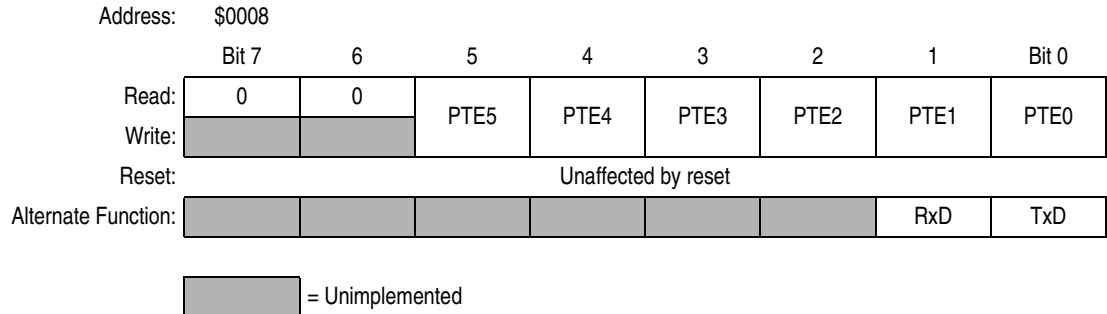 Address: $0008
Bit 7 6 5 4 3 2 1 Bit 0
Read: 0 0 PTE5 PTE4 PTE3 PTE2 PTE1 PTE0
Write:
Reset: Unaffected by reset
Alternate Function: RxD TxD
= Unimplemented